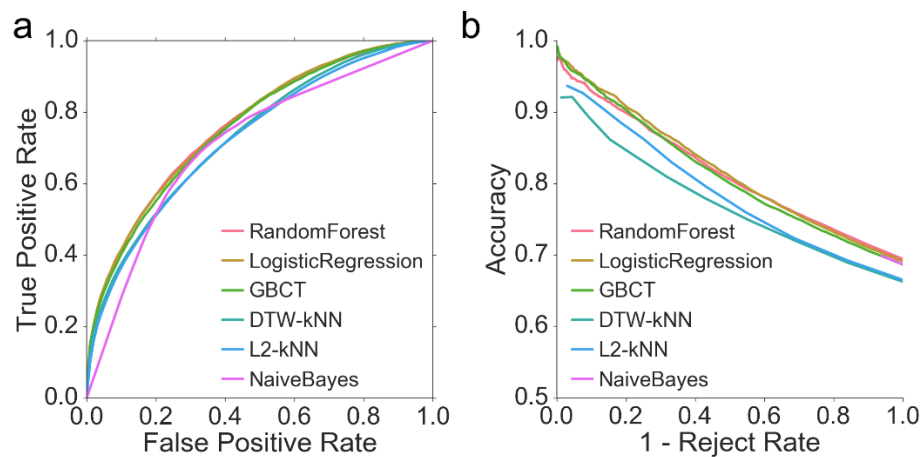 a
True Positive Rate
1.0
0.8
0.6
0.4
0.2
0.0
RandomForest
LogisticRegression
GBCT
DTW-kNN
L2-kNN
NaiveBayes
0.0 0.2 0.4 0.6 0.8 1.0
False Positive Rate
b
Accuracy
1.0
0.9
0.8
0.7
0.6
0.5
RandomForest
LogisticRegression
GBCT
DTW-kNN
L2-kNN
NaiveBayes
0.0 0.2 0.4 0.6 0.8 1.0
1 - Reject Rate